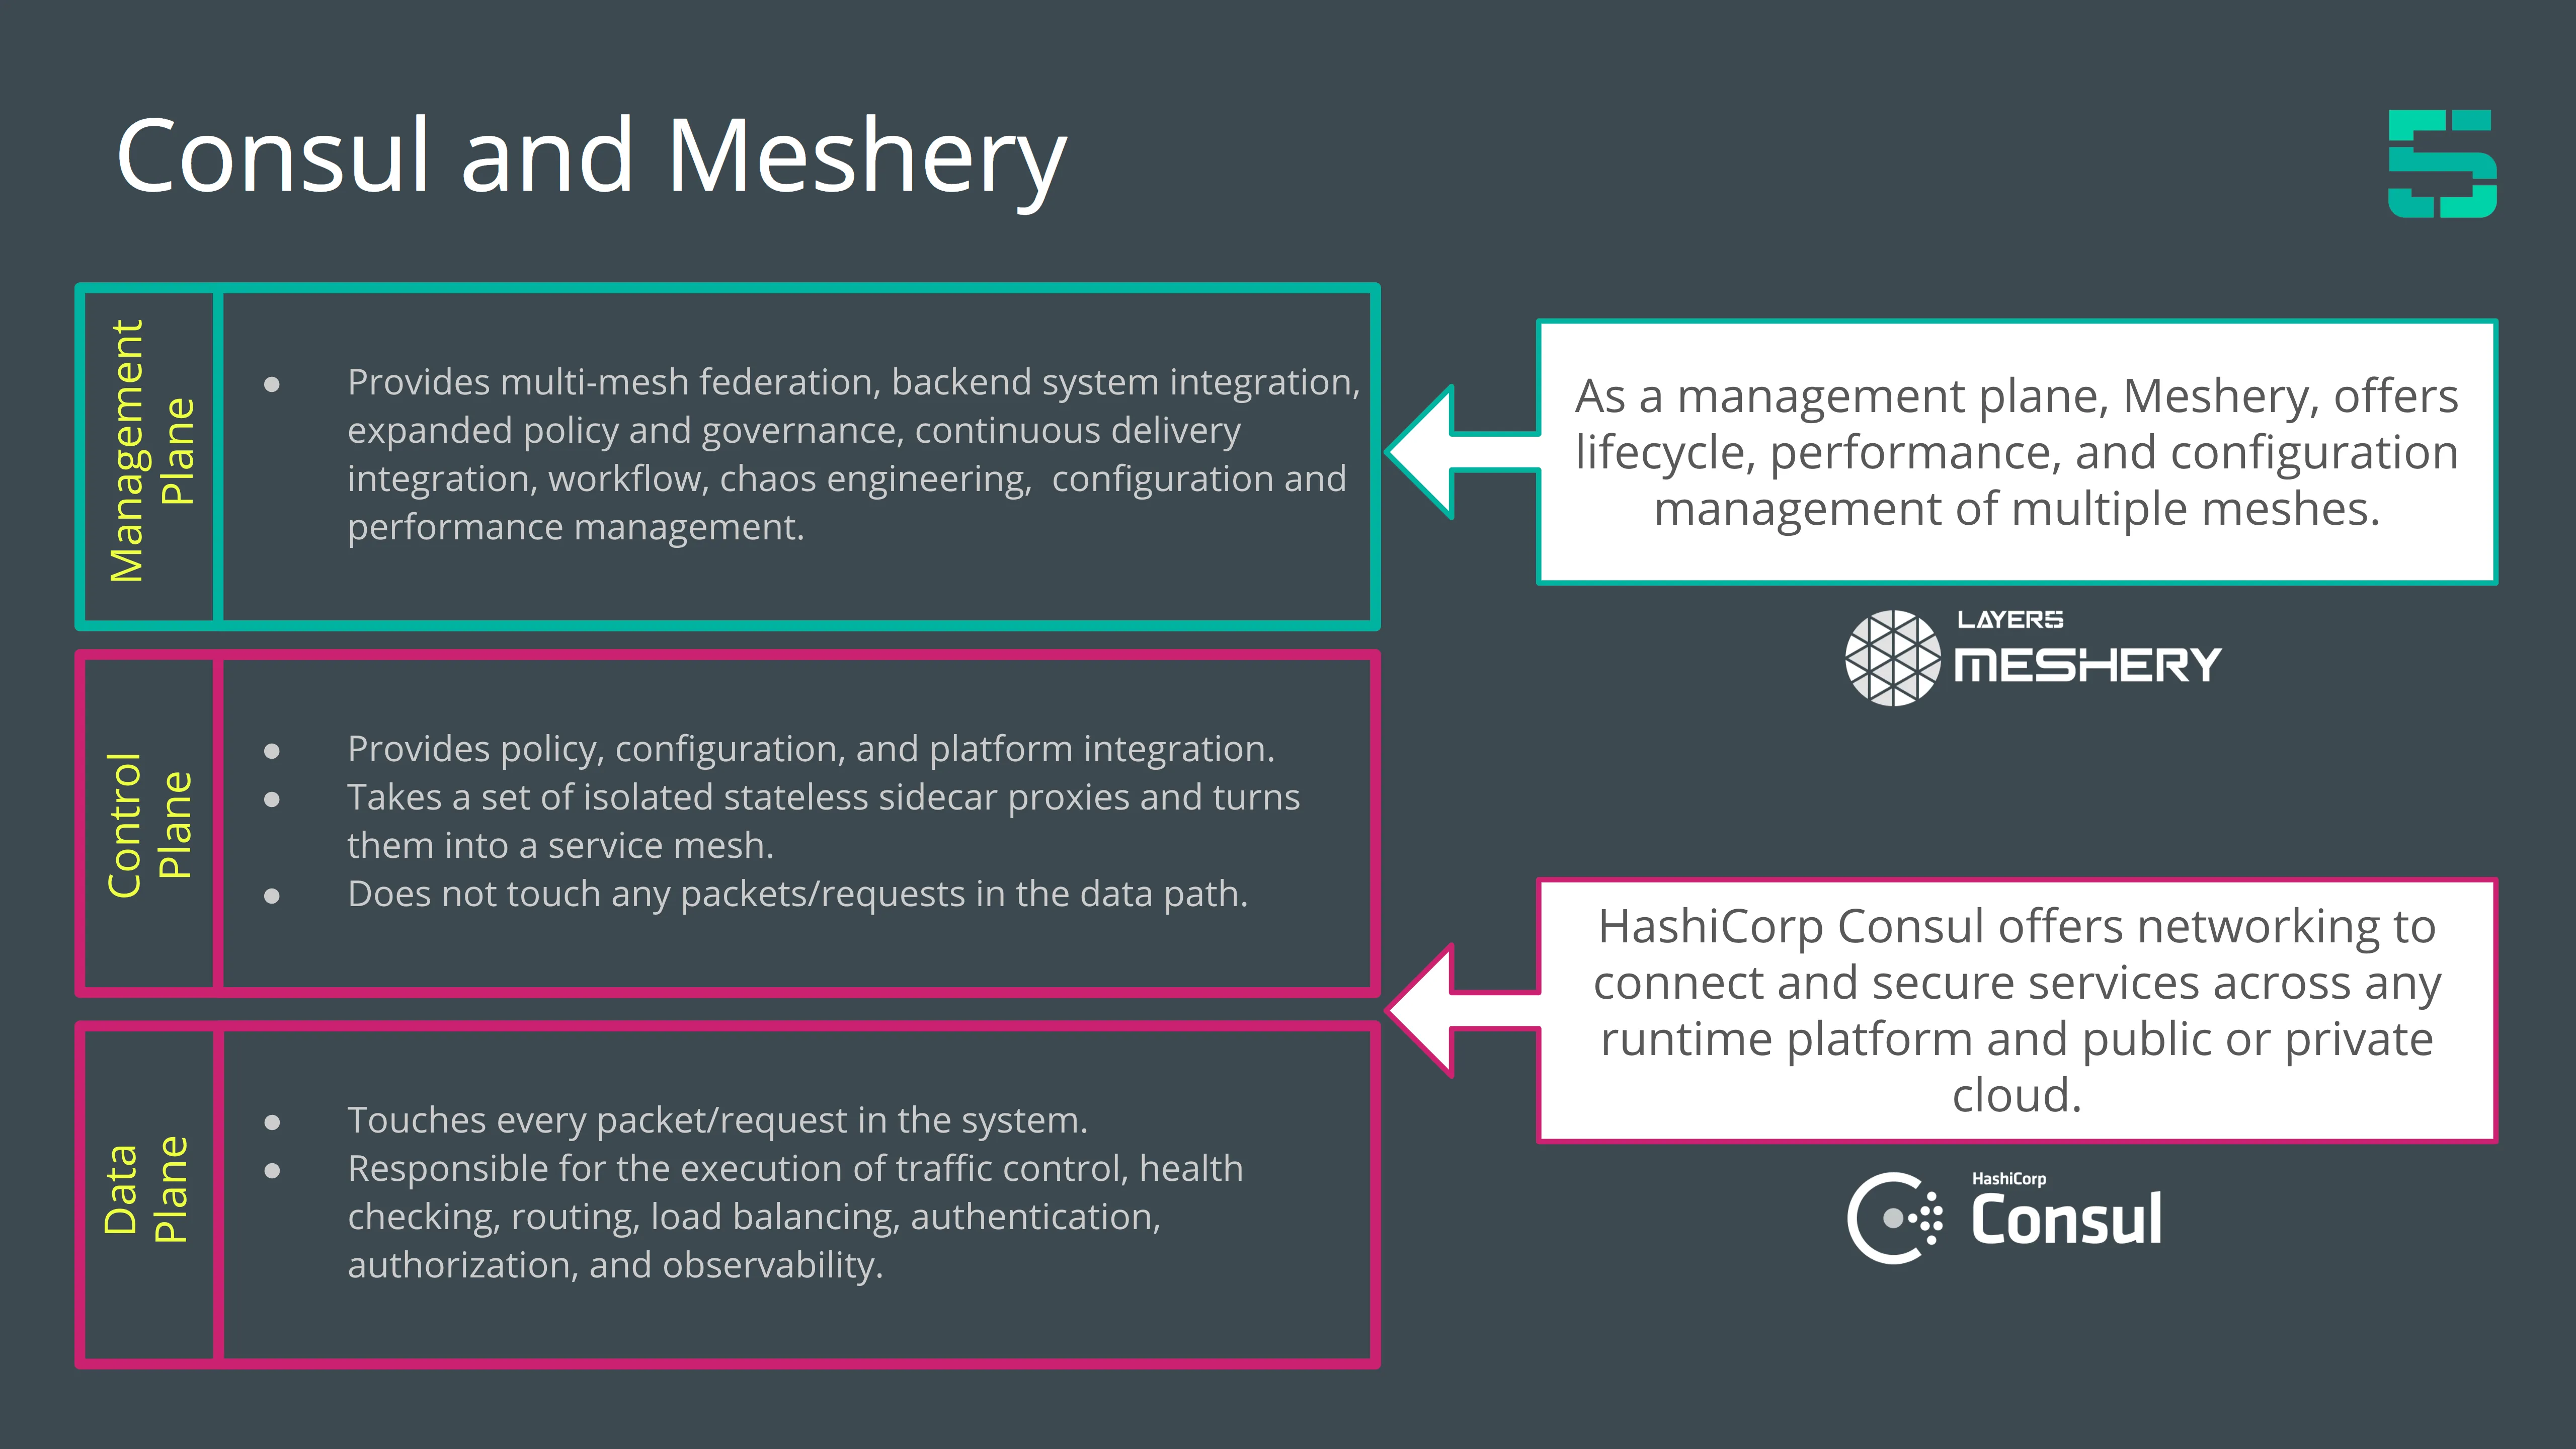 Consul and Meshery
Management
Plane
● Provides multi-mesh federation, backend system integration,
expanded policy and governance, continuous delivery
integration, workflow, chaos engineering,  configuration and
performance management.
As a management plane, Meshery, offers
lifecycle, performance, and configuration
management of multiple meshes.
LAYER5
MESHERY
Control
Plane
● Provides policy, configuration, and platform integration.
● Takes a set of isolated stateless sidecar proxies and turns
them into a service mesh.
● Does not touch any packets/requests in the data path.
HashiCorp Consul offers networking to
connect and secure services across any
runtime platform and public or private
cloud.
HashiCorp
Consul
Data
Plane
● Touches every packet/request in the system.
● Responsible for the execution of traffic control, health
checking, routing, load balancing, authentication,
authorization, and observability.